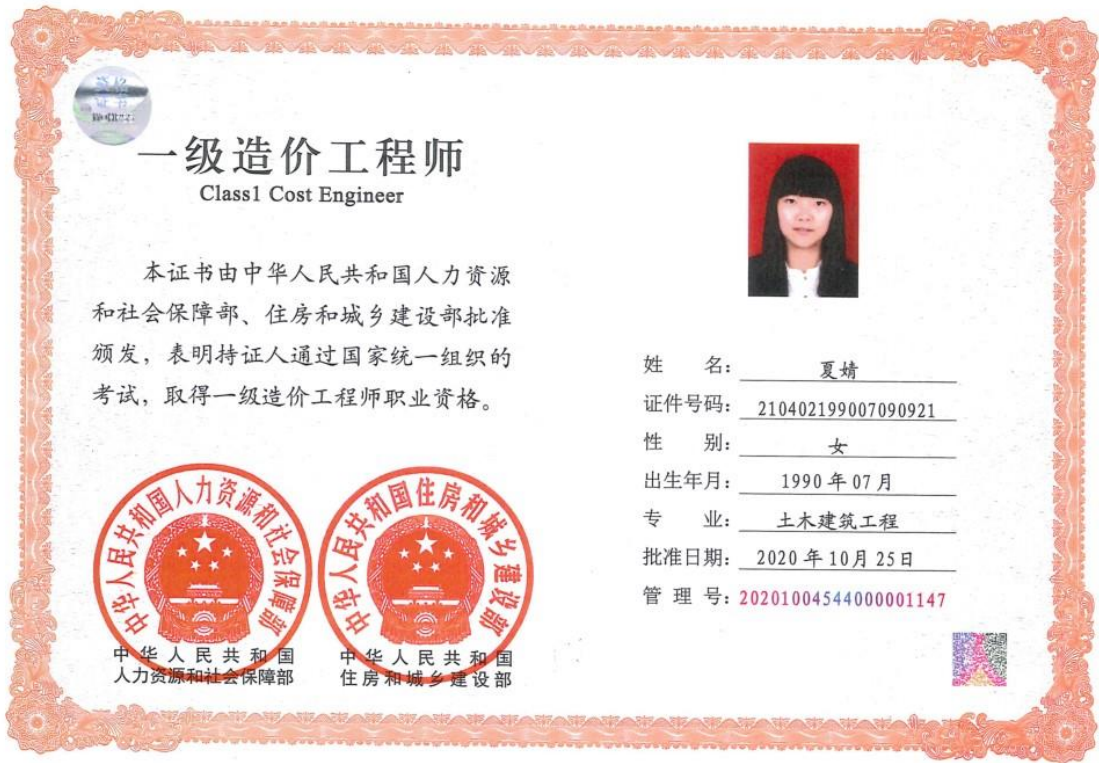 资格
证书
一级造价工程师
Class1 Cost Engineer
本证书由中华人民共和国人力资源
和社会保障部、住房和城乡建设部批准
颁发，表明持证人通过国家统一组织的
考试，取得一级造价工程师职业资格。
中华人民共和国人力资源和社会保障部
中华人民共和国住房和城乡建设部
中华人民共和国
人力资源和社会保障部
中华人民共和国
住房和城乡建设部
姓 名： 夏婧
证件号码： 210402199007090921
性 别： 女
出生年月： 1990年07月
专 业： 土木建筑工程
批准日期： 2020年10月25日
管 理 号： 20201004544000001147